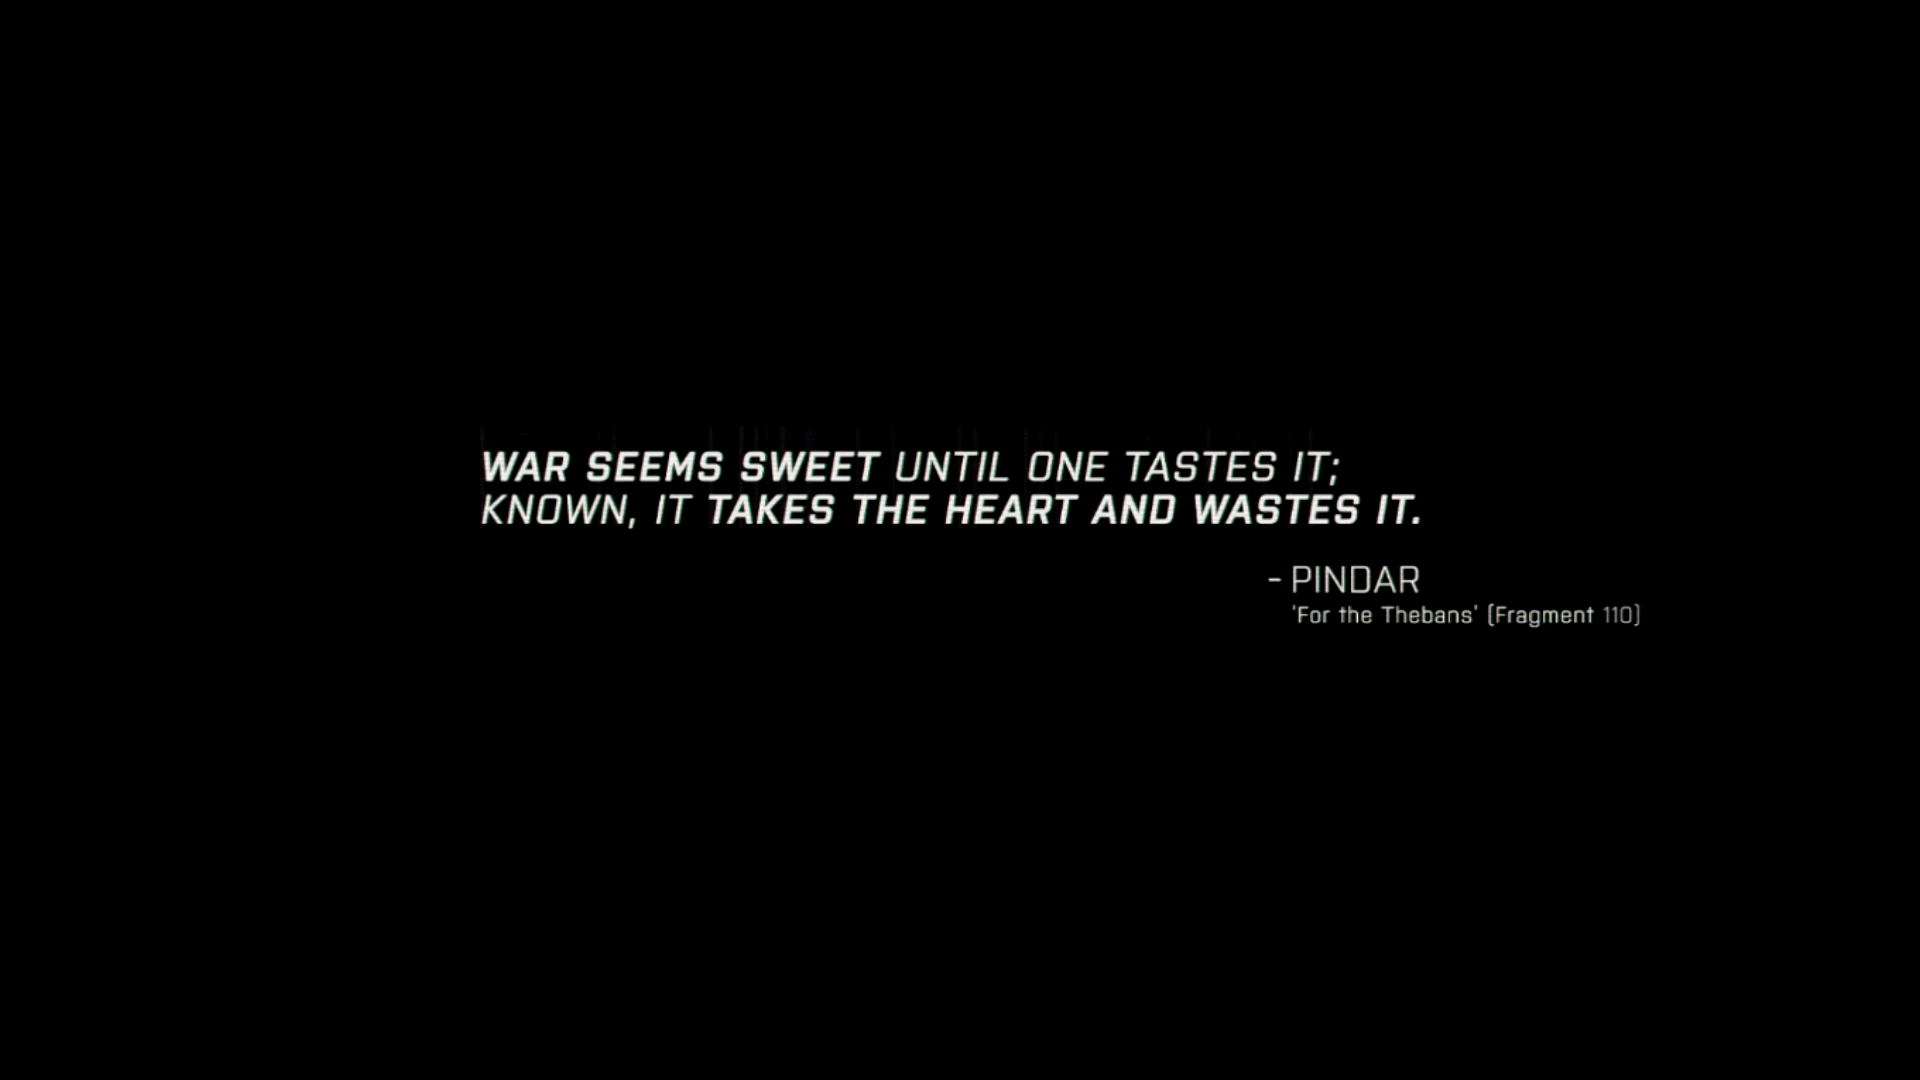 WAR SEEMS SWEET UNTIL ONE TASTES IT;
KNOWN, IT TAKES THE HEART AND WASTES IT.
- PINDAR
'For the Thebans' (Fragment 110)